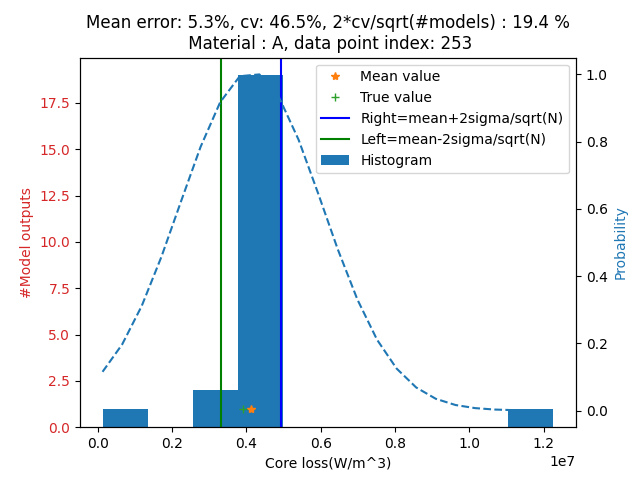 Mean error: 5.3%, cv: 46.5%, 2*cv/sqrt(#models) : 19.4 %
Material : A, data point index: 253
Mean value
True value
Right=mean+2sigma/sqrt(N)
Left=mean-2sigma/sqrt(N)
Histogram
#Model outputs
17.5
15.0
12.5
10.0
7.5
5.0
2.5
0.0
Probability
1.0
0.8
0.6
0.4
0.2
0.0
0.0 0.2 0.4 0.6 0.8 1.0 1.2
1e7
Core loss(W/m^3)